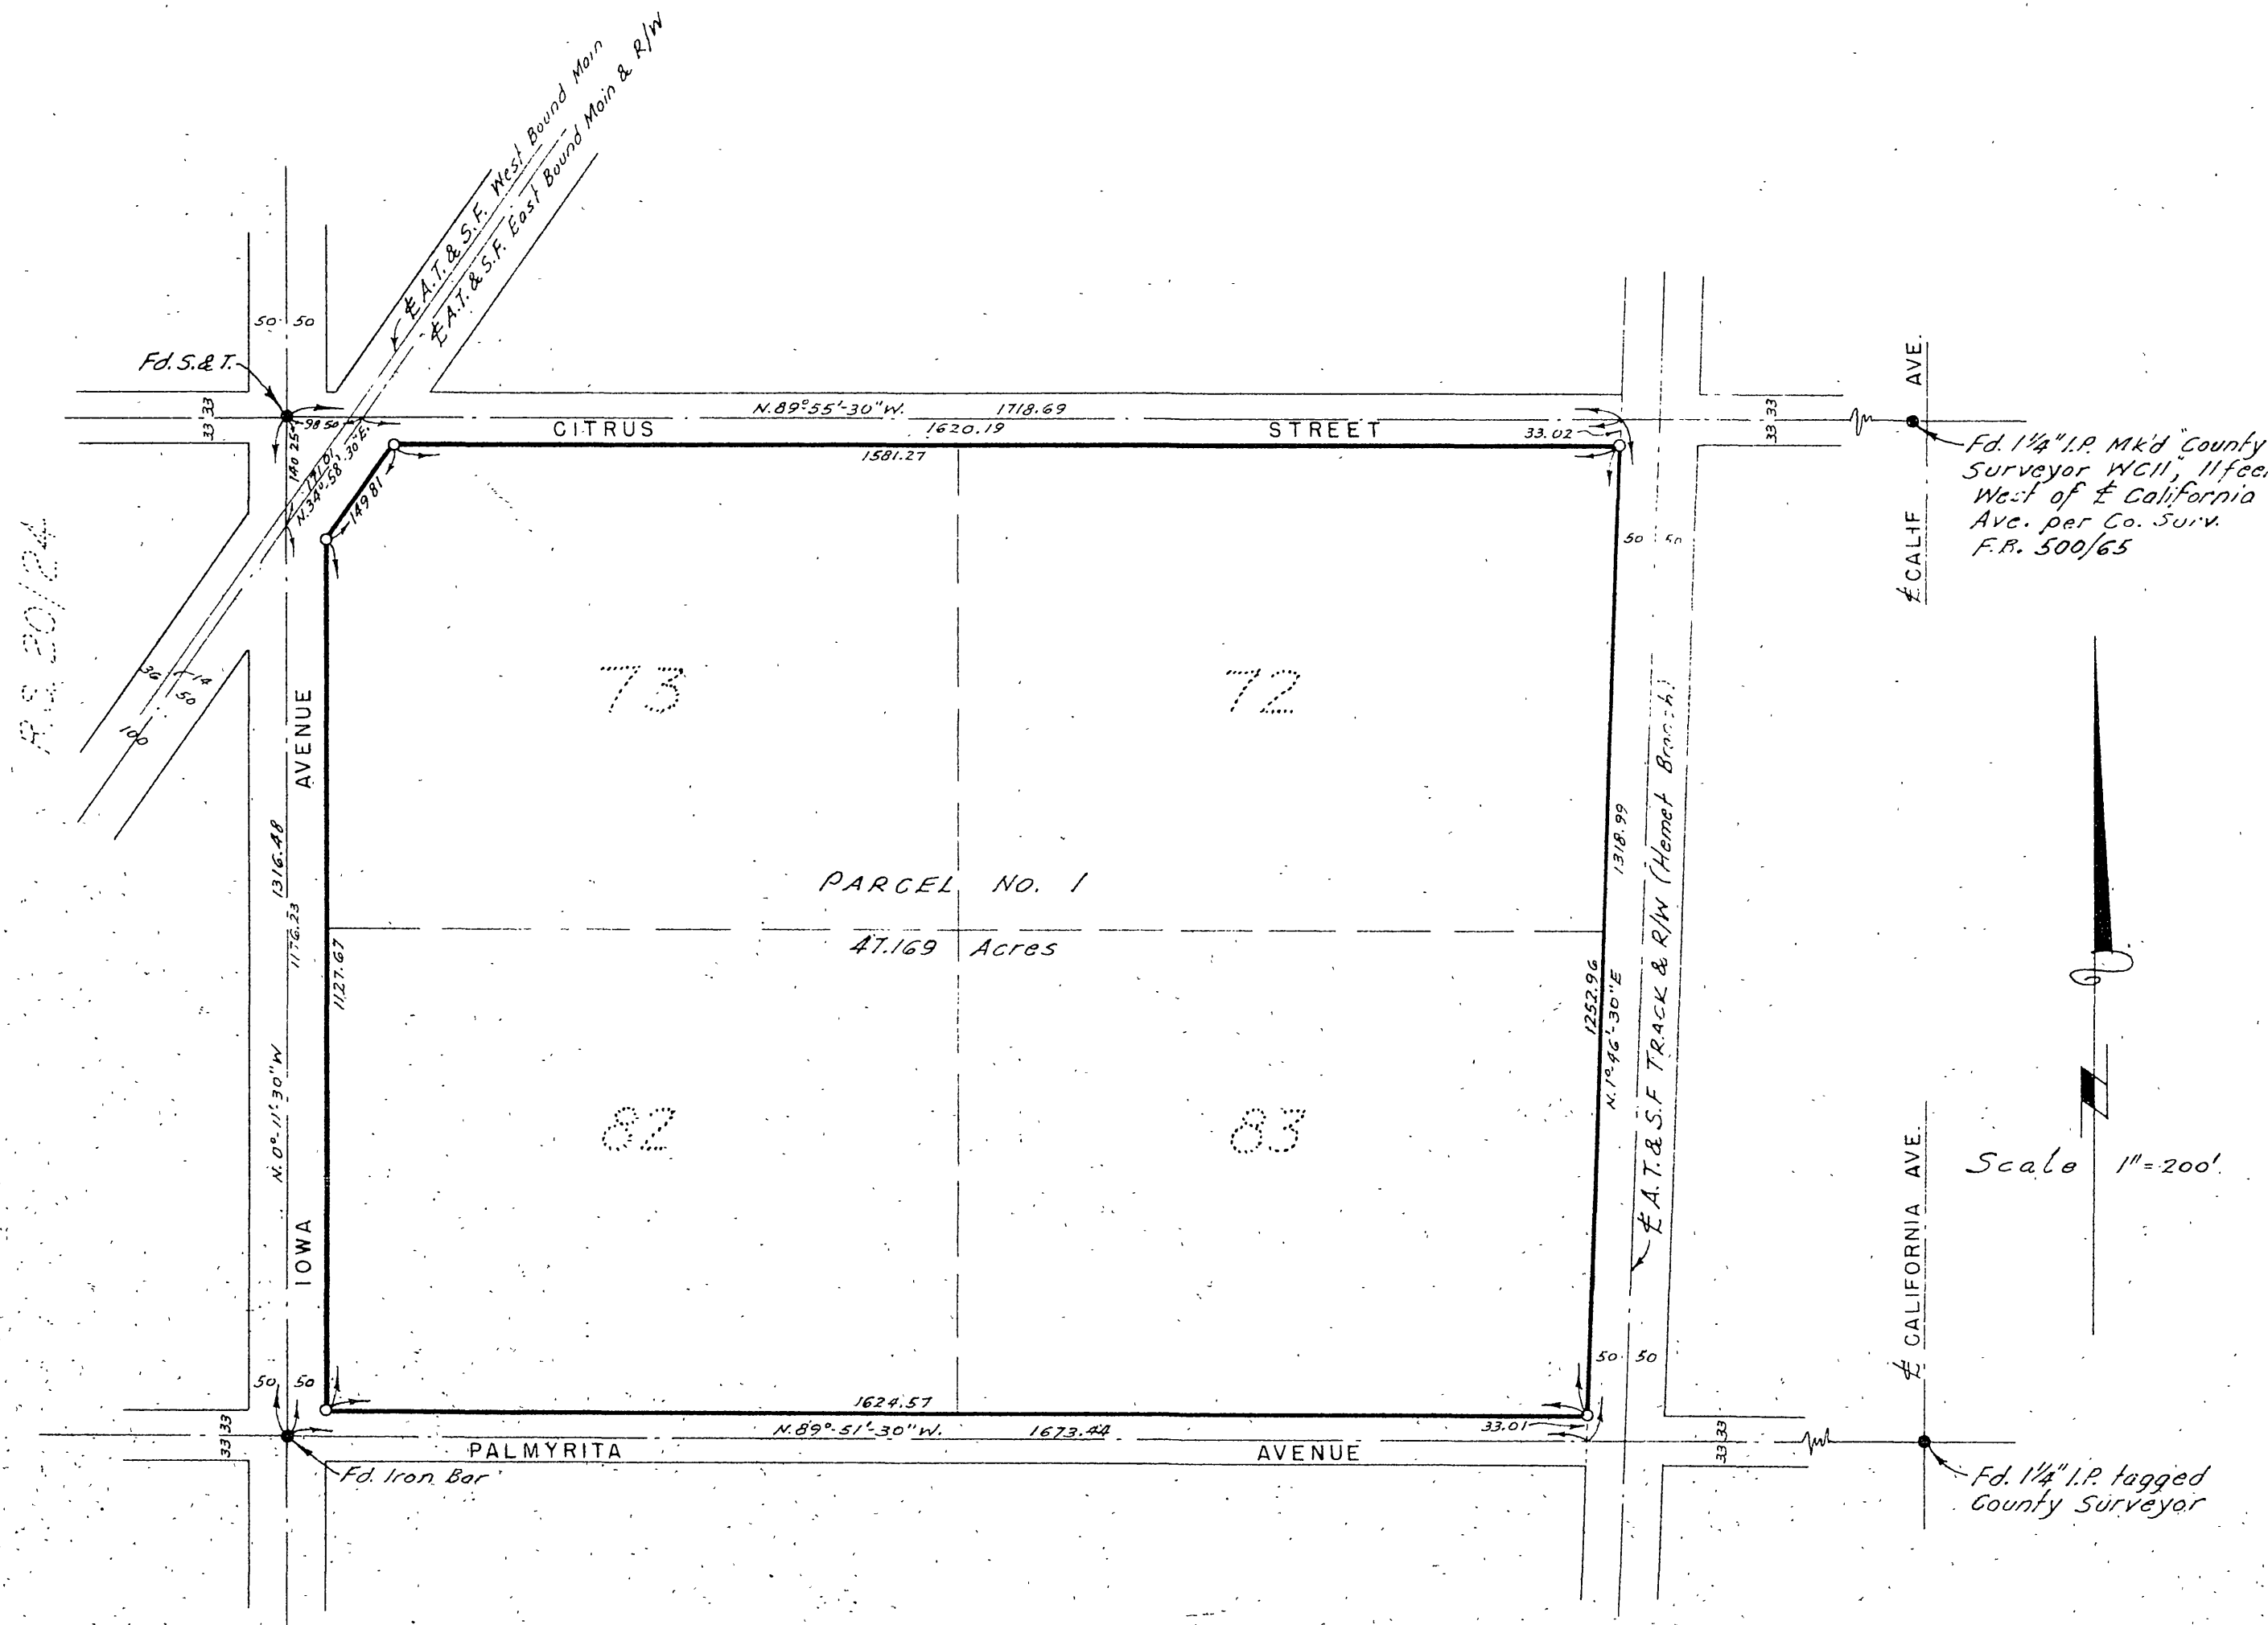 ℄ A.T. & S.F. West Bound Main
℄ A.T. & S.F. East Bound Main & R/W
50 50
Fd. S.& T.
33 33
98.50
140.25
171.01
N.34°-58'-30"E.
149.81
N.89°55'-30"W. 1718.69
CITRUS 1620.19 STREET
1581.27
33.02
33 33
℄ CALIF AVE.
Fd. 1¼" I.P. Mk'd "County
Surveyor WC11", 11 feet
West of ℄ California
Ave. per Co. Surv.
F.B. 500/65
R.S. 20/24
50 50
36 14
50
100
73
72
IOWA AVENUE
1316.48
1176.23
N.0°-11'-30"W
1127.67
PARCEL NO. 1
47.169 Acres
1318.99
1252.96
N.1°-46'-30"E
℄ A.T. & S.F TRACK & R/W (Hemet Branch)
82
83
Scale 1"=200'.
℄ CALIFORNIA AVE.
50 50
50 50
33 33
1624.57
N.89°-51'-30"W. 1673.44
33.01
PALMYRITA AVENUE
33 33
Fd. Iron Bar
Fd. 1¼" I.P. tagged
County Surveyor